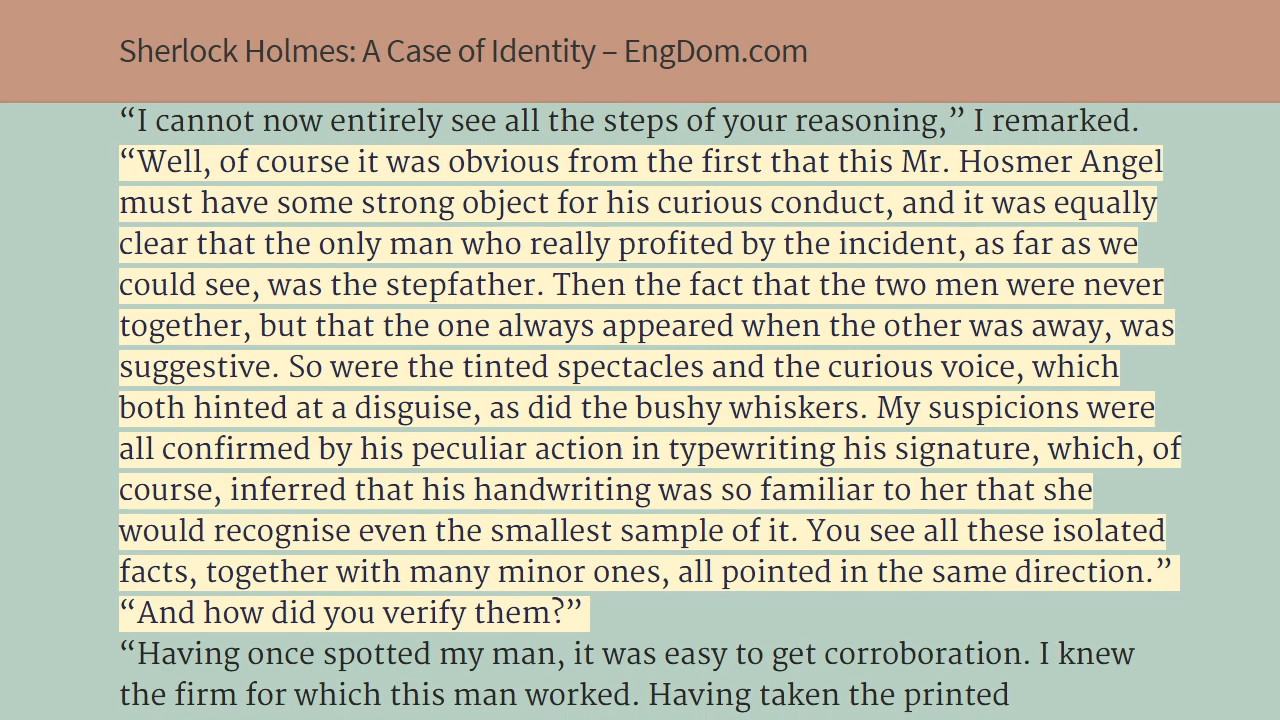 Sherlock Holmes: A Case of Identity – EngDom.com
“I cannot now entirely see all the steps of your reasoning,” I remarked.
“Well, of course it was obvious from the first that this Mr. Hosmer Angel
must have some strong object for his curious conduct, and it was equally
clear that the only man who really profited by the incident, as far as we
could see, was the stepfather. Then the fact that the two men were never
together, but that the one always appeared when the other was away, was
suggestive. So were the tinted spectacles and the curious voice, which
both hinted at a disguise, as did the bushy whiskers. My suspicions were
all confirmed by his peculiar action in typewriting his signature, which, of
course, inferred that his handwriting was so familiar to her that she
would recognise even the smallest sample of it. You see all these isolated
facts, together with many minor ones, all pointed in the same direction.”
“And how did you verify them?”
“Having once spotted my man, it was easy to get corroboration. I knew
the firm for which this man worked. Having taken the printed